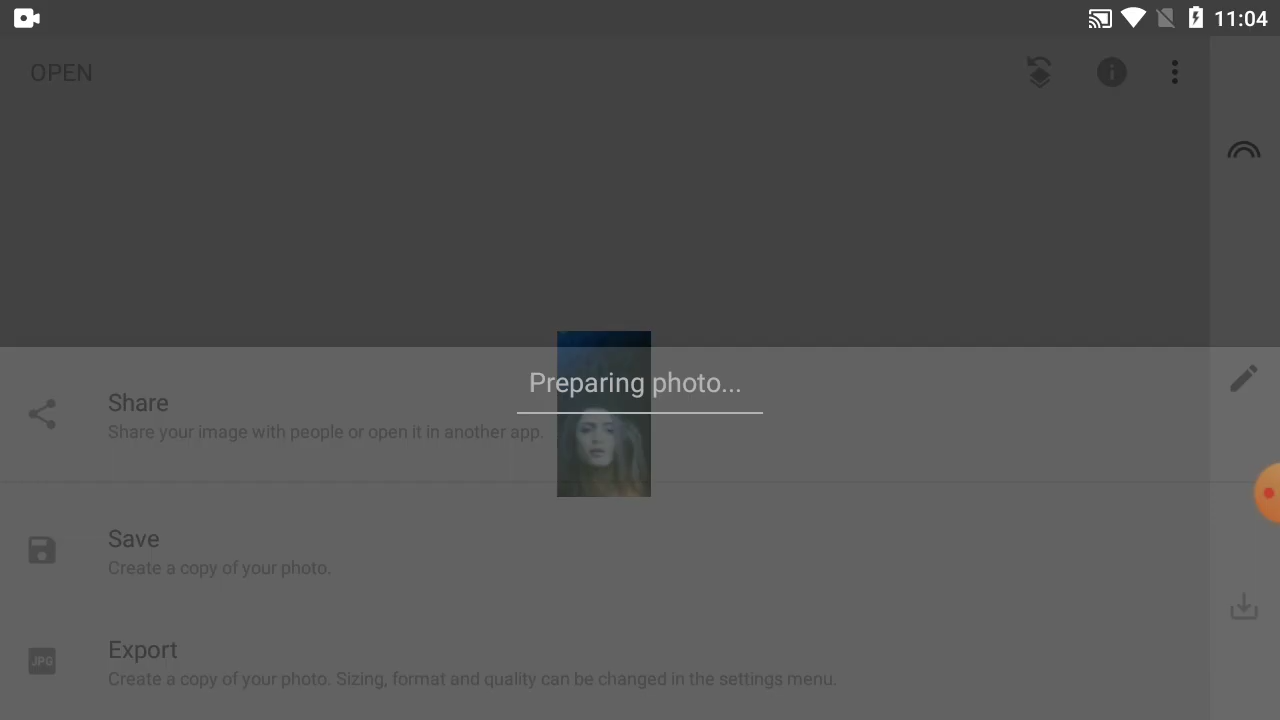 11:04
OPEN
Preparing photo...
Share
Share your image with people or open it in another app.
Save
Create a copy of your photo.
JPG
Export
Create a copy of your photo. Sizing, format and quality can be changed in the settings menu.